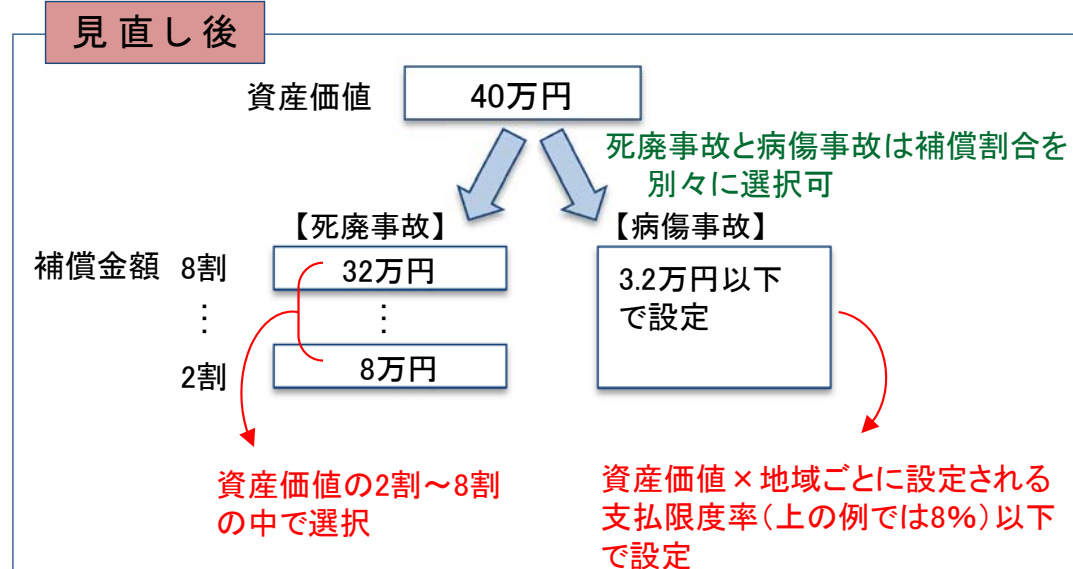 見直し後
資産価値 40万円
死廃事故と病傷事故は補償割合を
別々に選択可
【死廃事故】 【病傷事故】
補償金額 8割 32万円
3.2万円以下
で設定
⋮ ⋮
2割 8万円
資産価値の2割～8割
の中で選択
資産価値×地域ごとに設定される
支払限度率(上の例では8%)以下
で設定